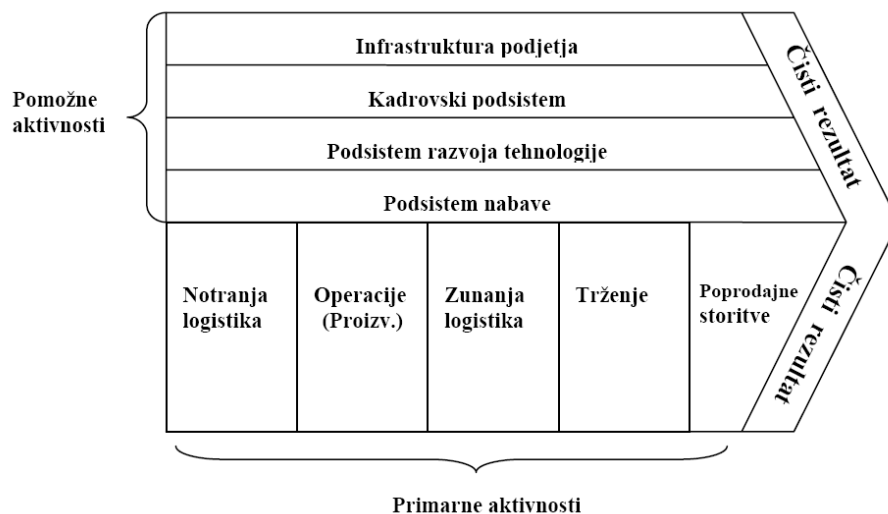 Infrastruktura podjetja
Kadrovski podsistem
Podsistem razvoja tehnologije
Podsistem nabave
Pomožne
aktivnosti
Čisti rezultat
Notranja
logistika
Operacije
(Proizv.)
Zunanja
logistika
Trženje
Poprodajne
storitve
Čisti rezultat
Primarne aktivnosti